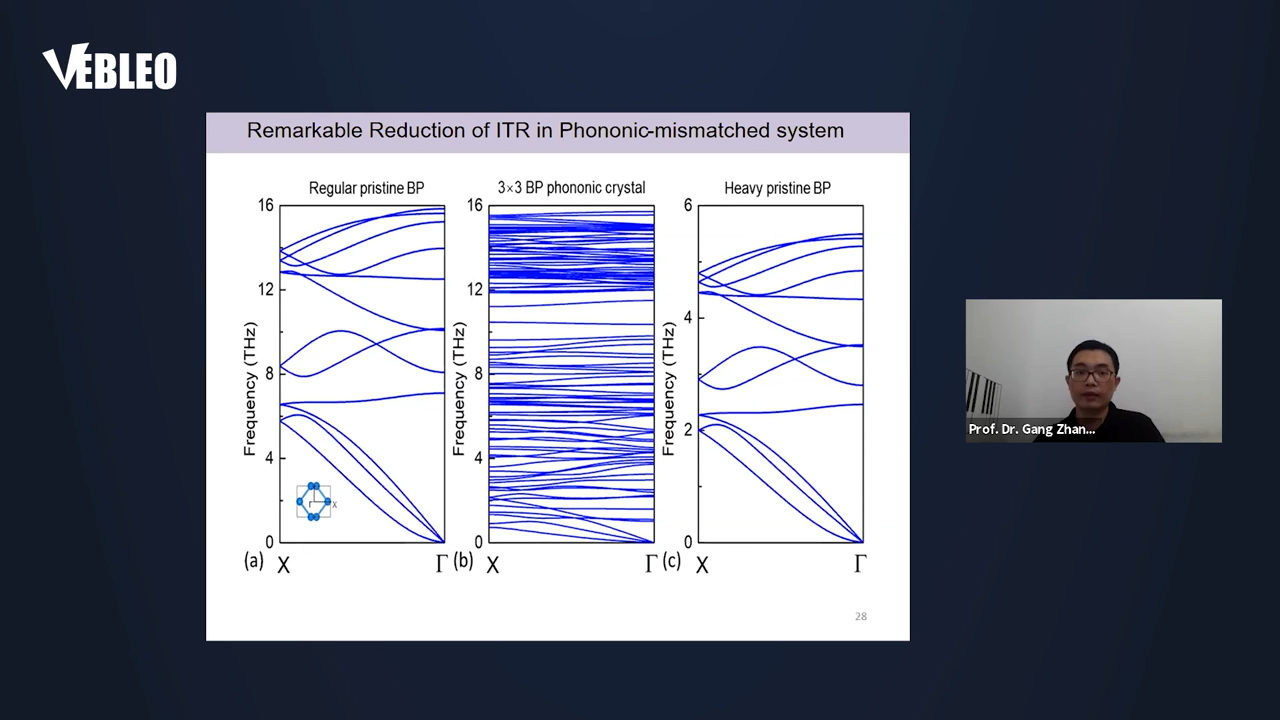 VEBLEO
Remarkable Reduction of ITR in Phononic-mismatched system
Regular pristine BP
3×3 BP phononic crystal
Heavy pristine BP
16
12
8
4
0
Frequency (THz)
Γ
X
(a)
X
Γ
16
12
8
4
0
Frequency (THz)
(b)
X
Γ
6
4
2
0
Frequency (THz)
(c)
X
Γ
28
Prof. Dr. Gang Zhan...